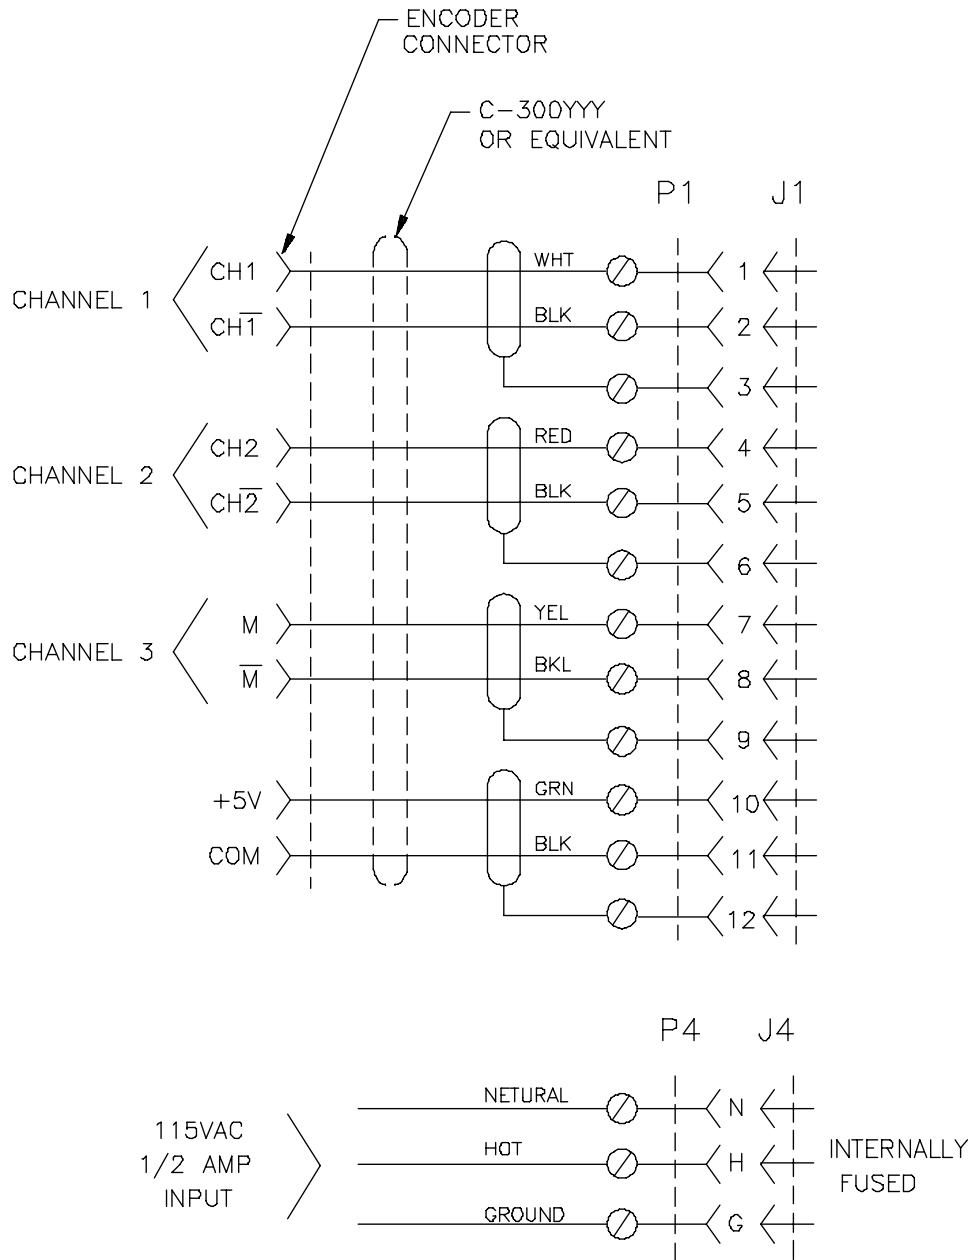 ENCODER
CONNECTOR
C-300YYY
OR EQUIVALENT
P1 J1
CHANNEL 1
CH1 WHT 1
CH1̅ BLK 2
3
CHANNEL 2
CH2 RED 4
CH2̅ BLK 5
6
CHANNEL 3
M YEL 7
M̅ BKL 8
9
+5V GRN 10
COM BLK 11
12
P4 J4
115VAC
1/2 AMP
INPUT
NETURAL N
HOT H
GROUND G
INTERNALLY
FUSED